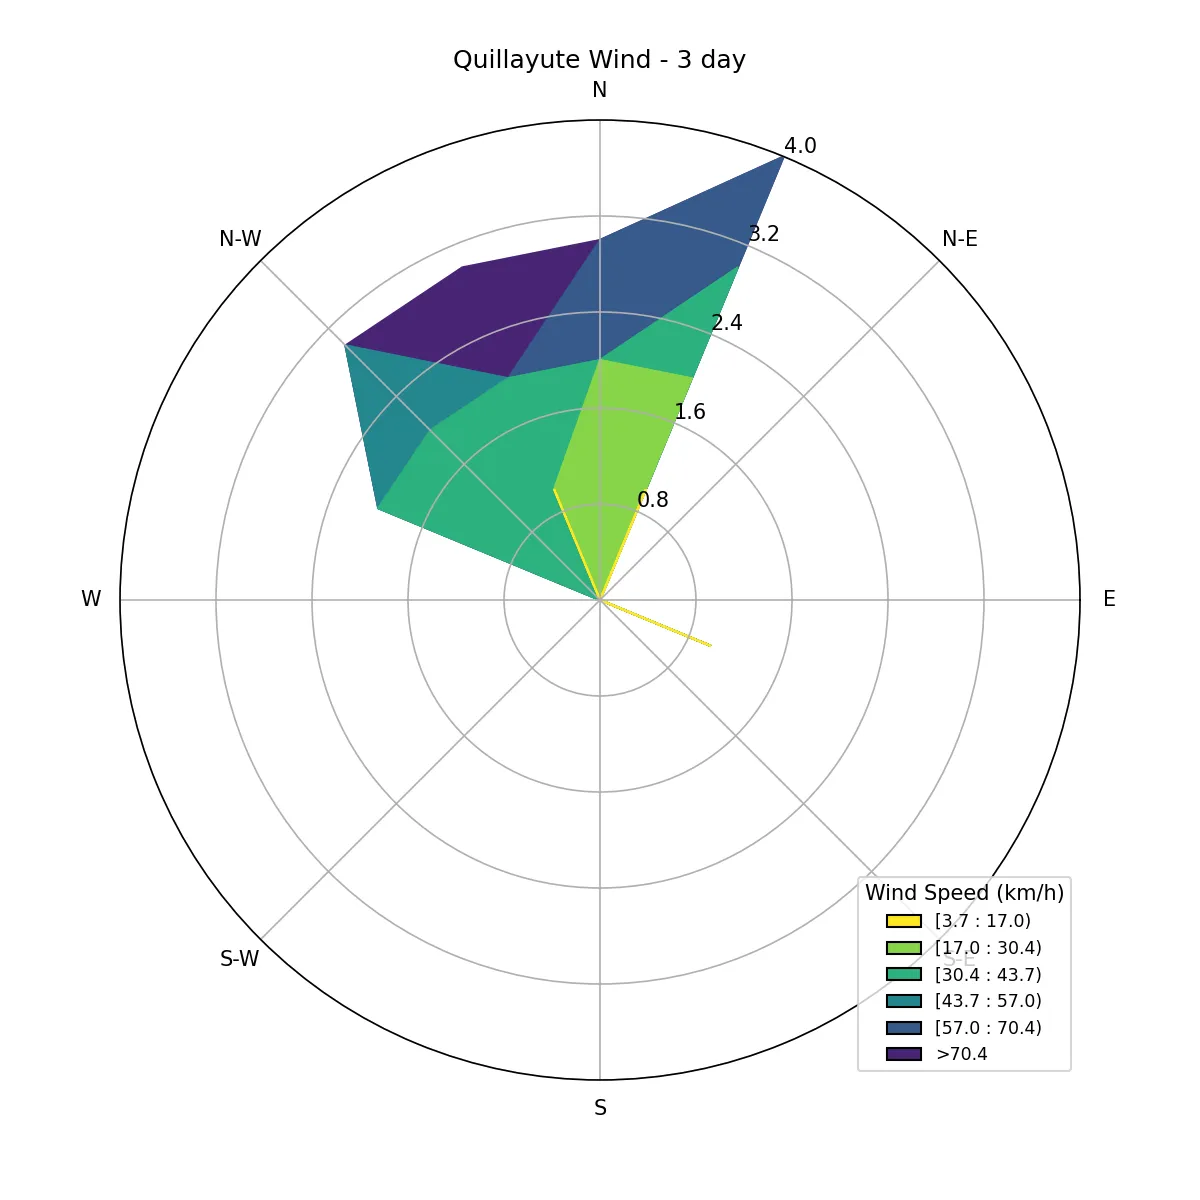 Quillayute Wind - 3 day
N
4.0
N-W
3.2
N-E
2.4
1.6
0.8
W
E
Wind Speed (km/h)
[3.7 : 17.0)
[17.0 : 30.4)
S-W
S-E
[30.4 : 43.7)
[43.7 : 57.0)
[57.0 : 70.4)
>70.4
S